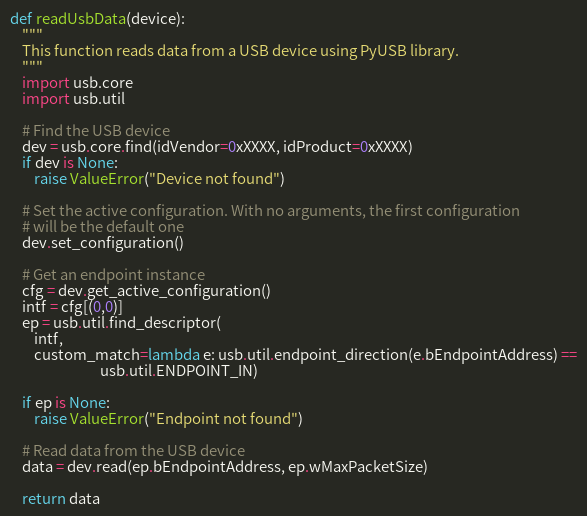 def readUsbData(device):
    """
    This function reads data from a USB device using PyUSB library.
    """
    import usb.core
    import usb.util

    # Find the USB device
    dev = usb.core.find(idVendor=0xXXXX, idProduct=0xXXXX)
    if dev is None:
        raise ValueError("Device not found")

    # Set the active configuration. With no arguments, the first configuration
    # will be the default one
    dev.set_configuration()

    # Get an endpoint instance
    cfg = dev.get_active_configuration()
    intf = cfg[(0,0)]
    ep = usb.util.find_descriptor(
        intf,
        custom_match=lambda e: usb.util.endpoint_direction(e.bEndpointAddress) ==
                        usb.util.ENDPOINT_IN)

    if ep is None:
        raise ValueError("Endpoint not found")

    # Read data from the USB device
    data = dev.read(ep.bEndpointAddress, ep.wMaxPacketSize)

    return data